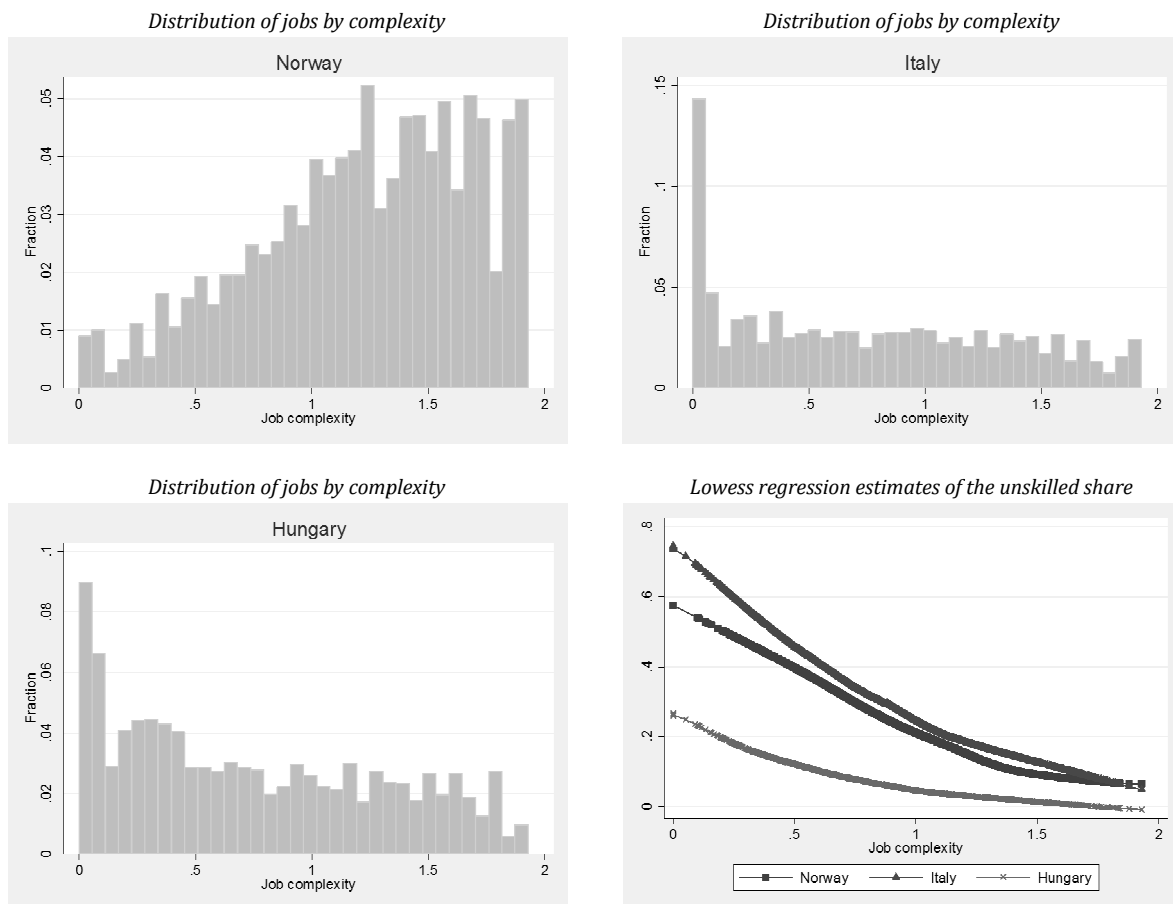 Distribution of jobs by complexity
Norway
Fraction
.05
.04
.03
.02
.01
0
0 .5 1 1.5 2
Job complexity
Distribution of jobs by complexity
Italy
Fraction
.15
.1
.05
0
0 .5 1 1.5 2
Job complexity
Distribution of jobs by complexity
Hungary
Fraction
.1
.08
.06
.04
.02
0
0 .5 1 1.5 2
Job complexity
Lowess regression estimates of the unskilled share
.8
.6
.4
.2
0
0 .5 1 1.5 2
Job complexity
Norway Italy Hungary